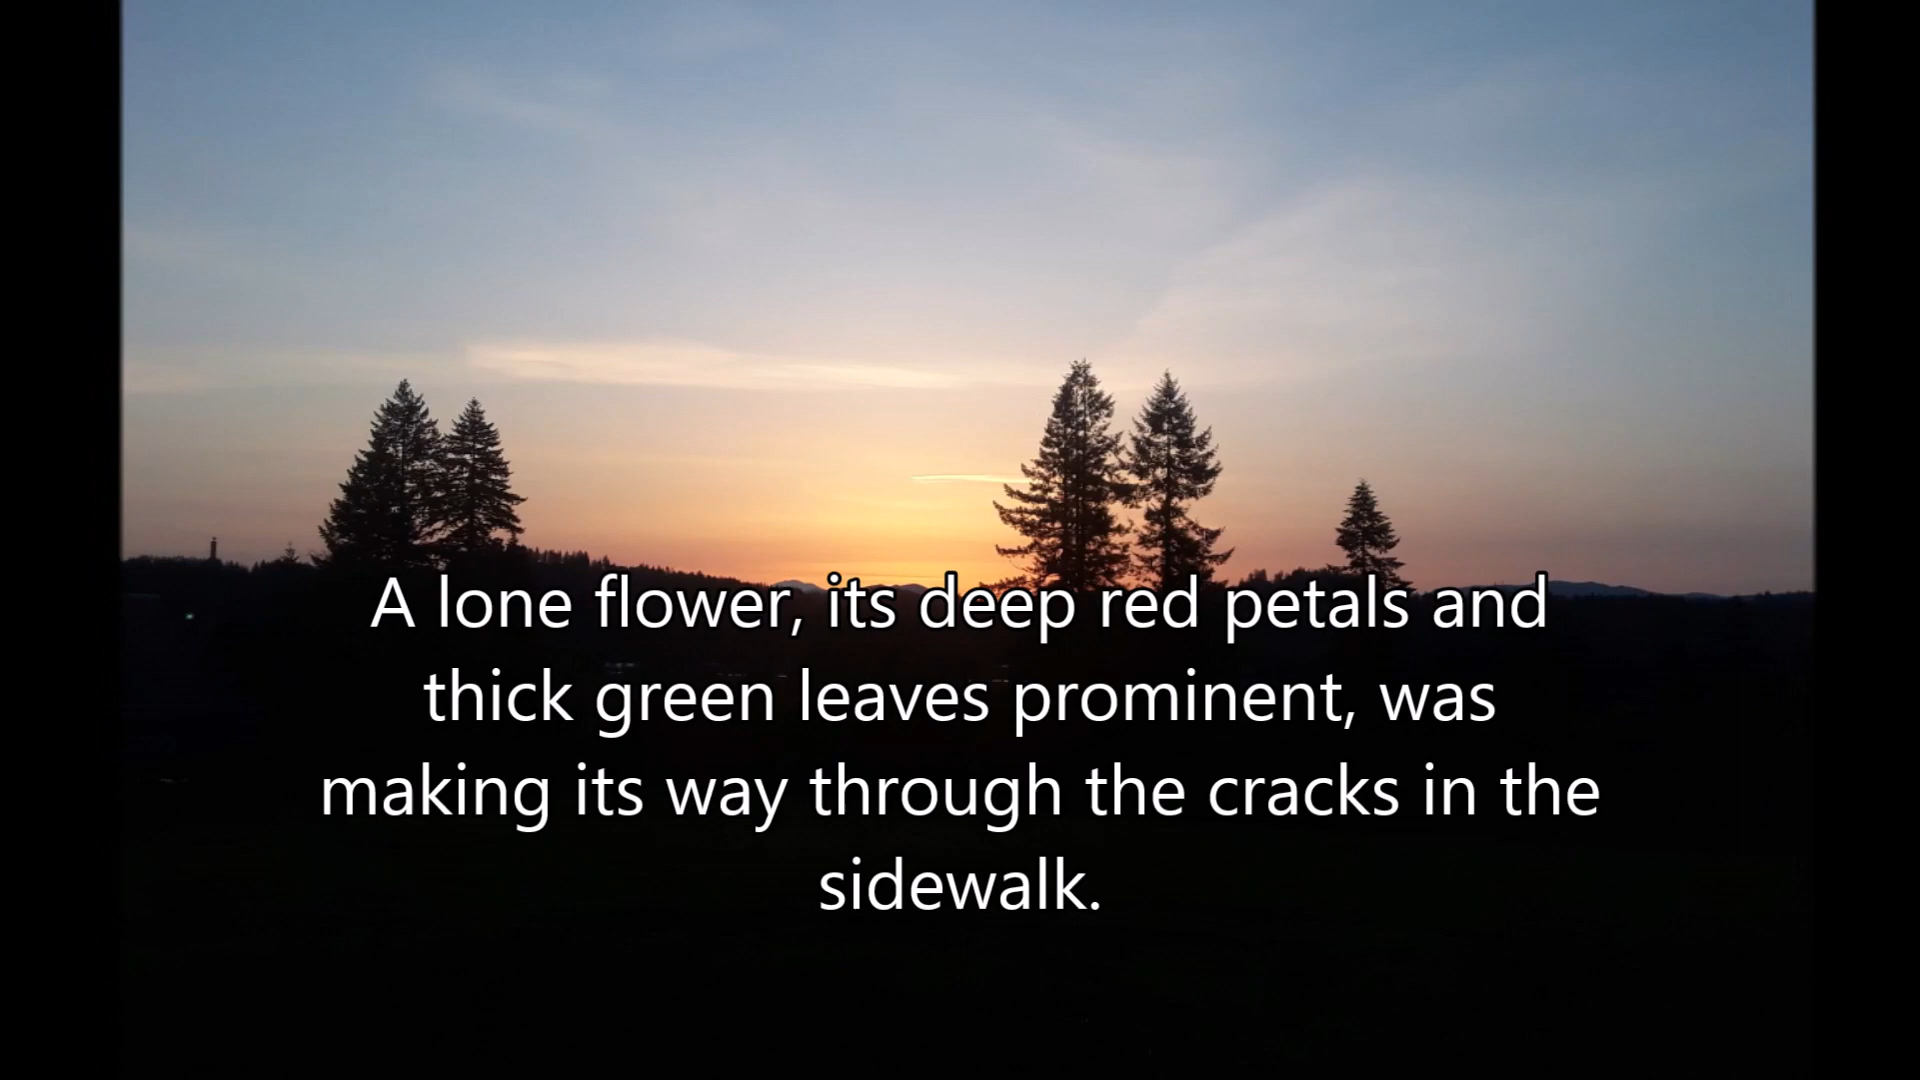 A lone flower, its deep red petals and
thick green leaves prominent, was
making its way through the cracks in the
sidewalk.